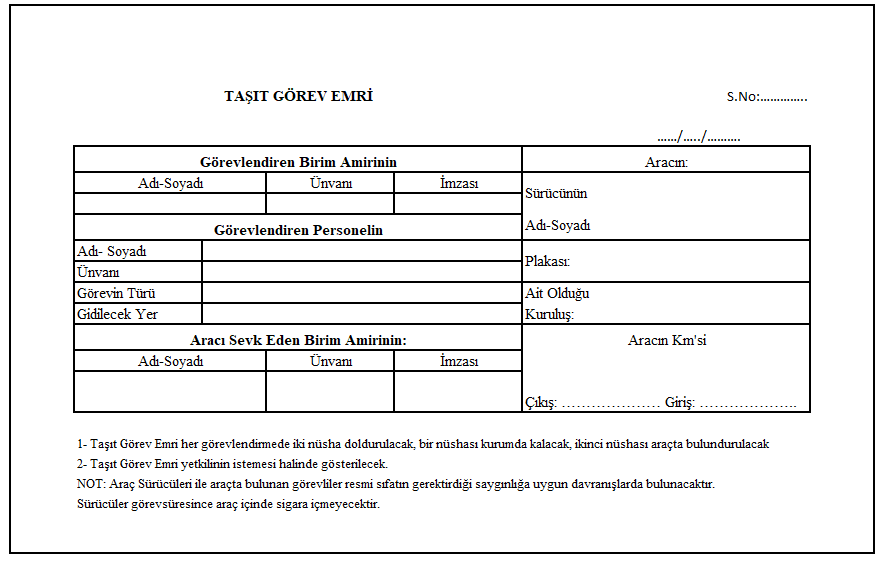 TAŞIT GÖREV EMRİ
S.No:…………..
……/…../……….
Görevlendiren Birim Amirinin
Aracın:
Adı-Soyadı Ünvanı İmzası
Sürücünün
Adı-Soyadı
Görevlendiren Personelin
Adı- Soyadı
Ünvanı
Plakası:
Görevin Türü
Gidilecek Yer
Ait Olduğu
Kuruluş:
Aracı Sevk Eden Birim Amirinin:
Adı-Soyadı Ünvanı İmzası
Aracın Km'si
Çıkış: ………………… Giriş: ………………..
1- Taşıt Görev Emri her görevlendirmede iki nüsha doldurulacak, bir nüshası kurumda kalacak, ikinci nüshası araçta bulundurulacak
2- Taşıt Görev Emri yetkilinin istemesi halinde gösterilecek.
NOT: Araç Sürücüleri ile araçta bulunan görevliler resmi sıfatın gerektirdiği saygınlığa uygun davranışlarda bulunacaktır.
Sürücüler görevsüresince araç içinde sigara içmeyecektir.